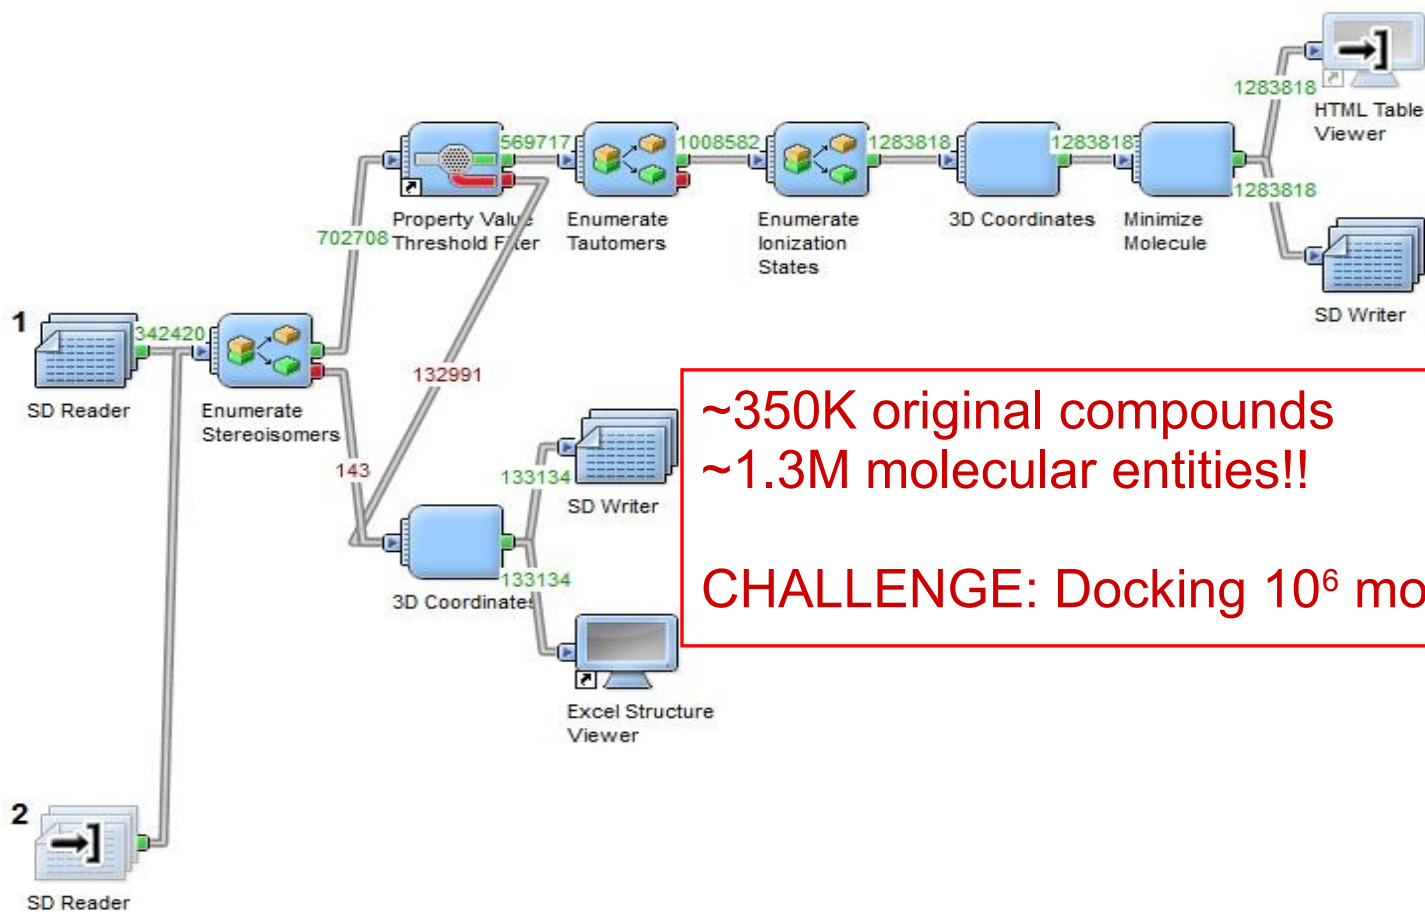 1283818
HTML Table
Viewer
569717
1008582
1283818
1283818
1283818
Property Value
Threshold Filter
Enumerate
Tautomers
Enumerate
Ionization
States
3D Coordinates
Minimize
Molecule
SD Writer
702708
1
342420
SD Reader
Enumerate
Stereoisomers
132991
143
133134
SD Writer
133134
3D Coordinates
Excel Structure
Viewer
~350K original compounds
~1.3M molecular entities!!
CHALLENGE: Docking 10⁶ mo
2
SD Reader